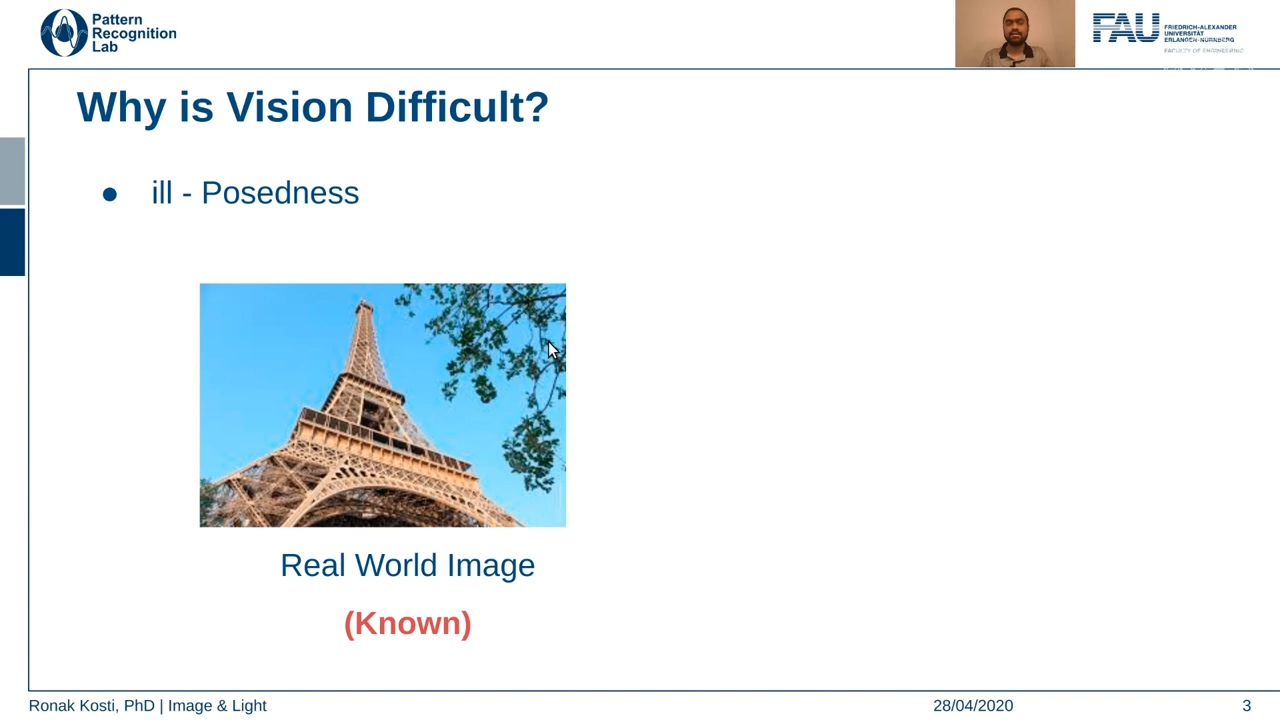 Pattern
Recognition
Lab
FAU
FRIEDRICH-ALEXANDER
UNIVERSITÄT
ERLANGEN-NÜRNBERG
FACULTY OF ENGINEERING
Why is Vision Difficult?
● ill - Posedness
Real World Image
(Known)
Ronak Kosti, PhD | Image & Light
28/04/2020
3